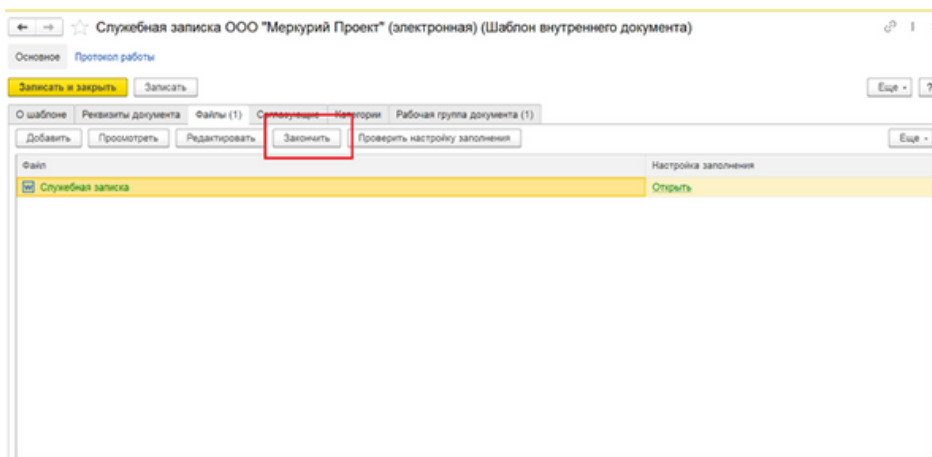 Служебная записка ООО "Меркурий Проект" (электронная) (Шаблон внутреннего документа)
Основное Протокол работы
Записать и закрыть Записать Еще ?
О шаблоне Реквизиты документа Файлы (1) Согласующие Категории Рабочая группа документа (1)
Добавить Просмотреть Редактировать Закончить Проверить настройку заполнения Еще
Файл Настройка заполнения
Служебная записка Открыть